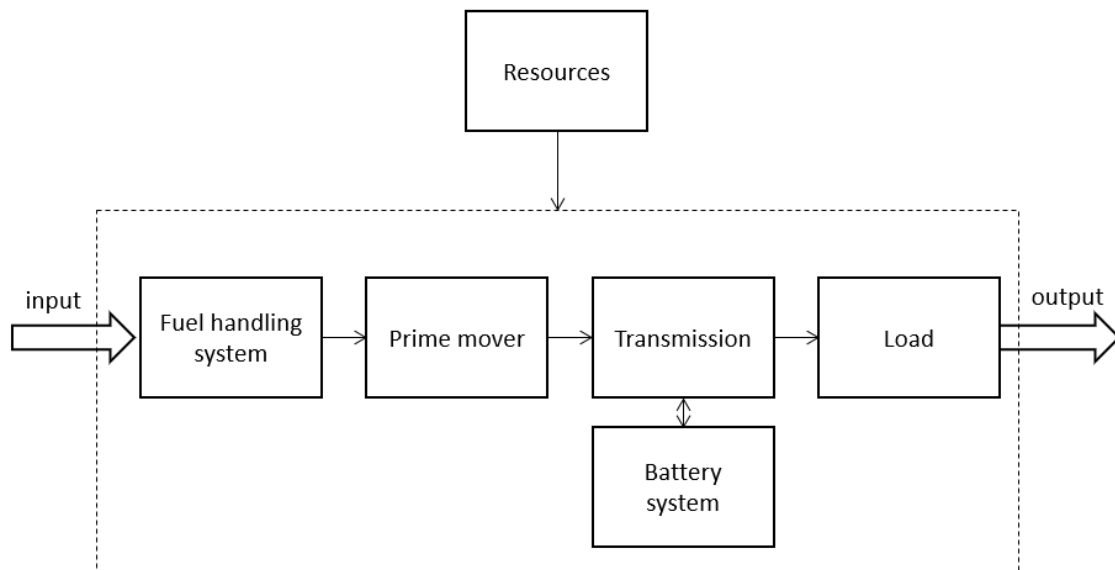 Resources
input
Fuel handling
system
Prime mover
Transmission
Load
output
Battery
system